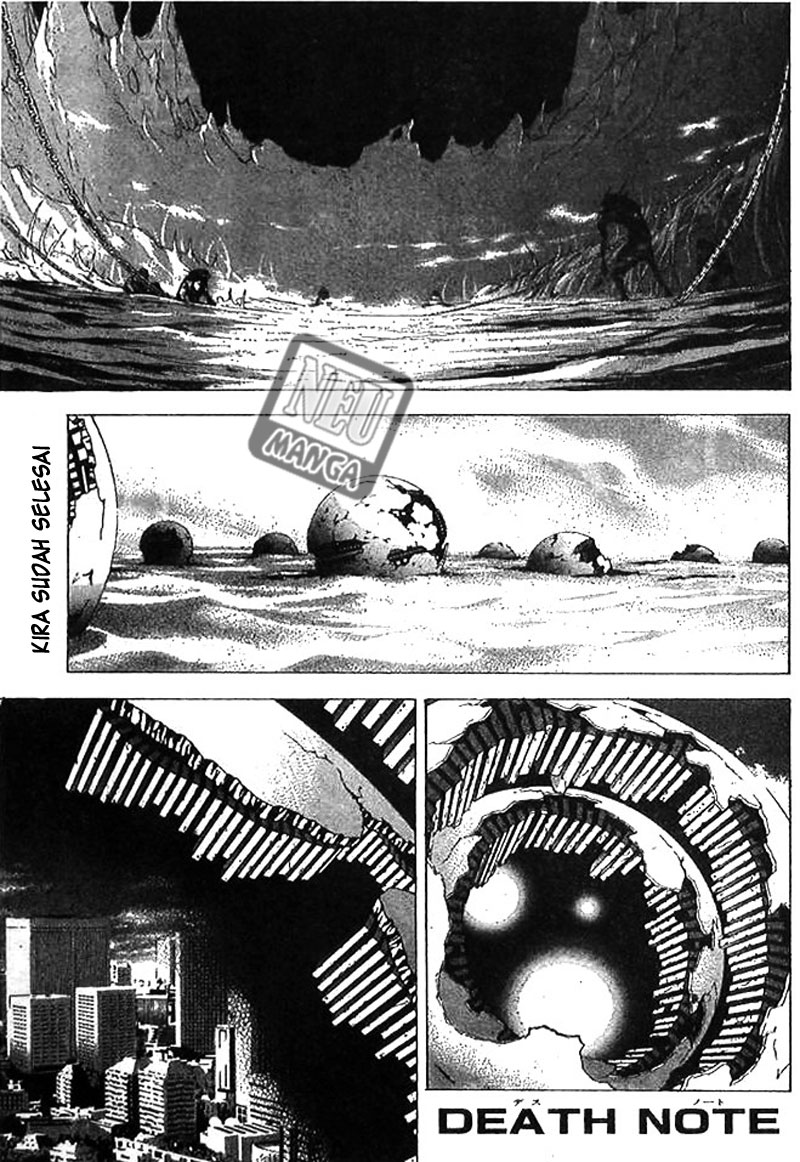 NEU
MANGA
KIRA SUDAH SELESAI
デス ノート
DEATH NOTE